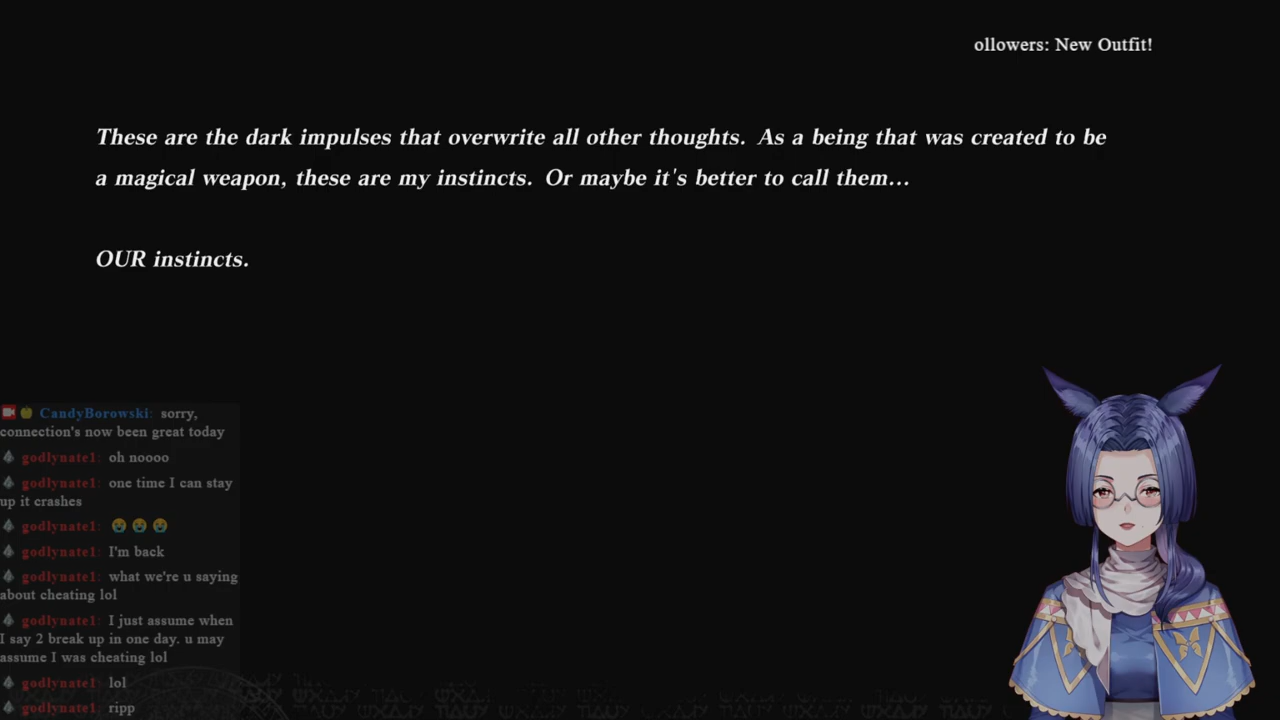 ollowers: New Outfit!
These are the dark impulses that overwrite all other thoughts. As a being that was created to be
a magical weapon, these are my instincts. Or maybe it's better to call them...
OUR instincts.
CandyBorowski: sorry,
connection's now been great today
godlynate1: oh noooo
godlynate1: one time I can stay
up it crashes
godlynate1: 😭 😭 😭
godlynate1: I'm back
godlynate1: what we're u saying
about cheating lol
godlynate1: I just assume when
I say 2 break up in one day. u may
assume I was cheating lol
godlynate1: lol
godlynate1: ripp